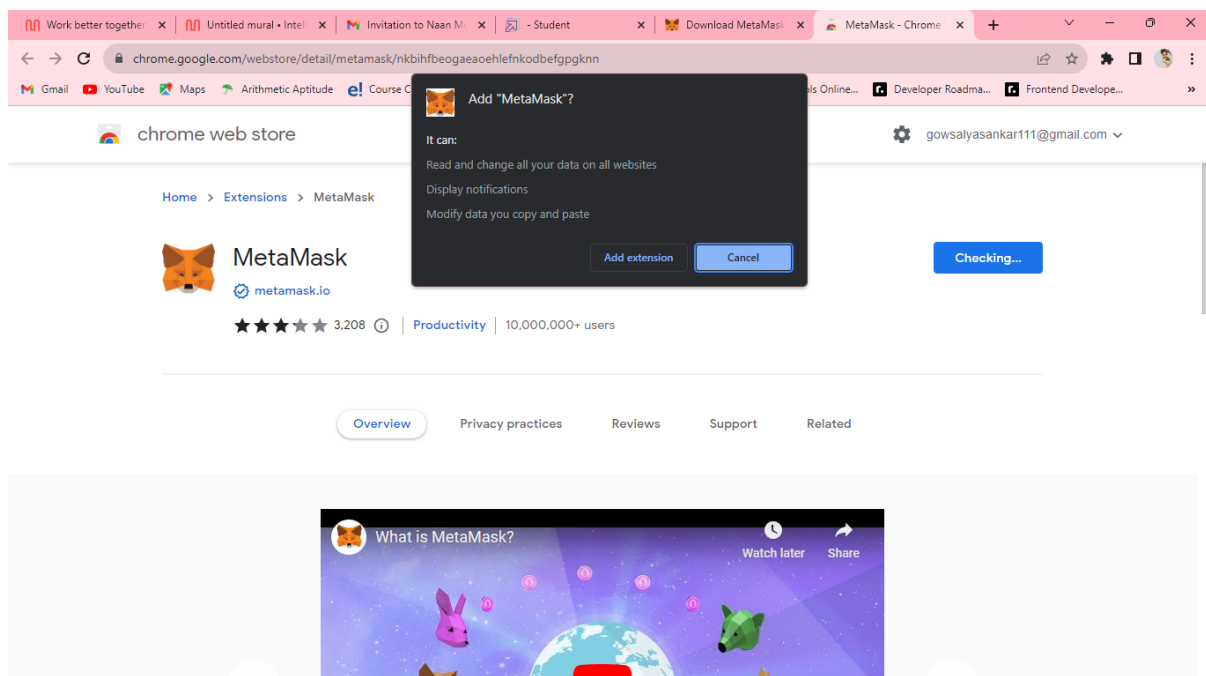 Work better together
Untitled mural • Intel
Invitation to Naan M
- Student
Download MetaMask
MetaMask - Chrome
chrome.google.com/webstore/detail/metamask/nkbihfbeogaeaoehlefnkodbefgpgknn
Gmail
YouTube
Maps
Arithmetic Aptitude
Course C
ls Online...
Developer Roadma...
Frontend Develope...
»
Add "MetaMask"?
It can:
Read and change all your data on all websites
Display notifications
Modify data you copy and paste
Add extension
Cancel
chrome web store
gowsalyasankar111@gmail.com
Home > Extensions > MetaMask
MetaMask
Checking...
metamask.io
3,208
Productivity
10,000,000+ users
Overview
Privacy practices
Reviews
Support
Related
What is MetaMask?
Watch later
Share